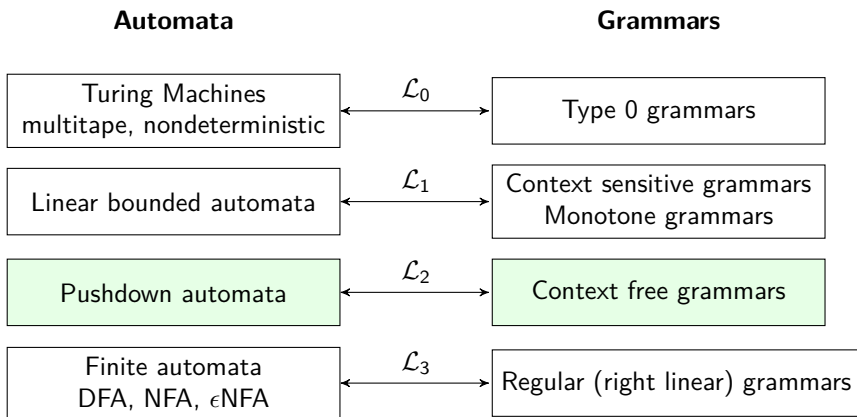 Automata
Grammars
Turing Machines
multitape, nondeterministic
ℒ₀
Type 0 grammars
Linear bounded automata
ℒ₁
Context sensitive grammars
Monotone grammars
Pushdown automata
ℒ₂
Context free grammars
Finite automata
DFA, NFA, ϵNFA
ℒ₃
Regular (right linear) grammars